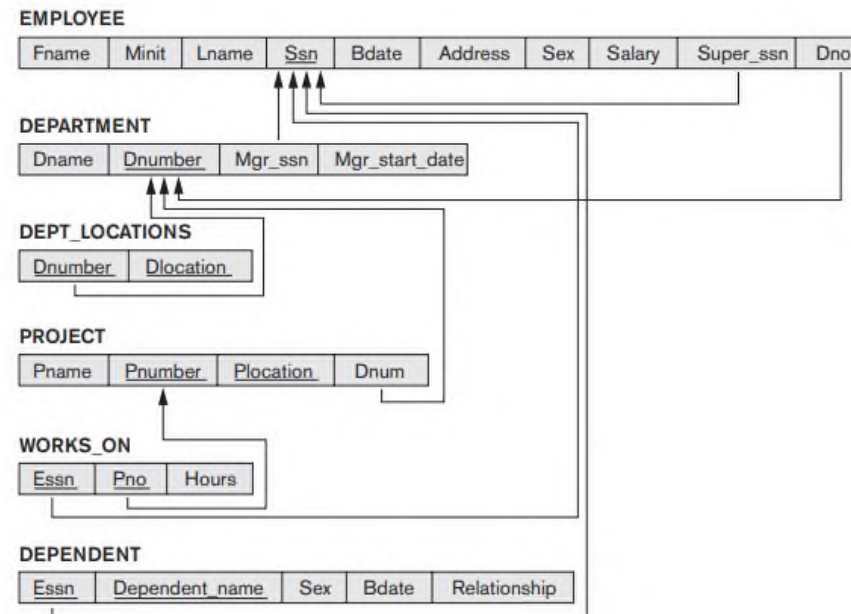 EMPLOYEE
Fname Minit Lname Ssn Bdate Address Sex Salary Super_ssn Dno
DEPARTMENT
Dname Dnumber Mgr_ssn Mgr_start_date
DEPT_LOCATIONS
Dnumber Dlocation
PROJECT
Pname Pnumber Plocation Dnum
WORKS_ON
Essn Pno Hours
DEPENDENT
Essn Dependent_name Sex Bdate Relationship